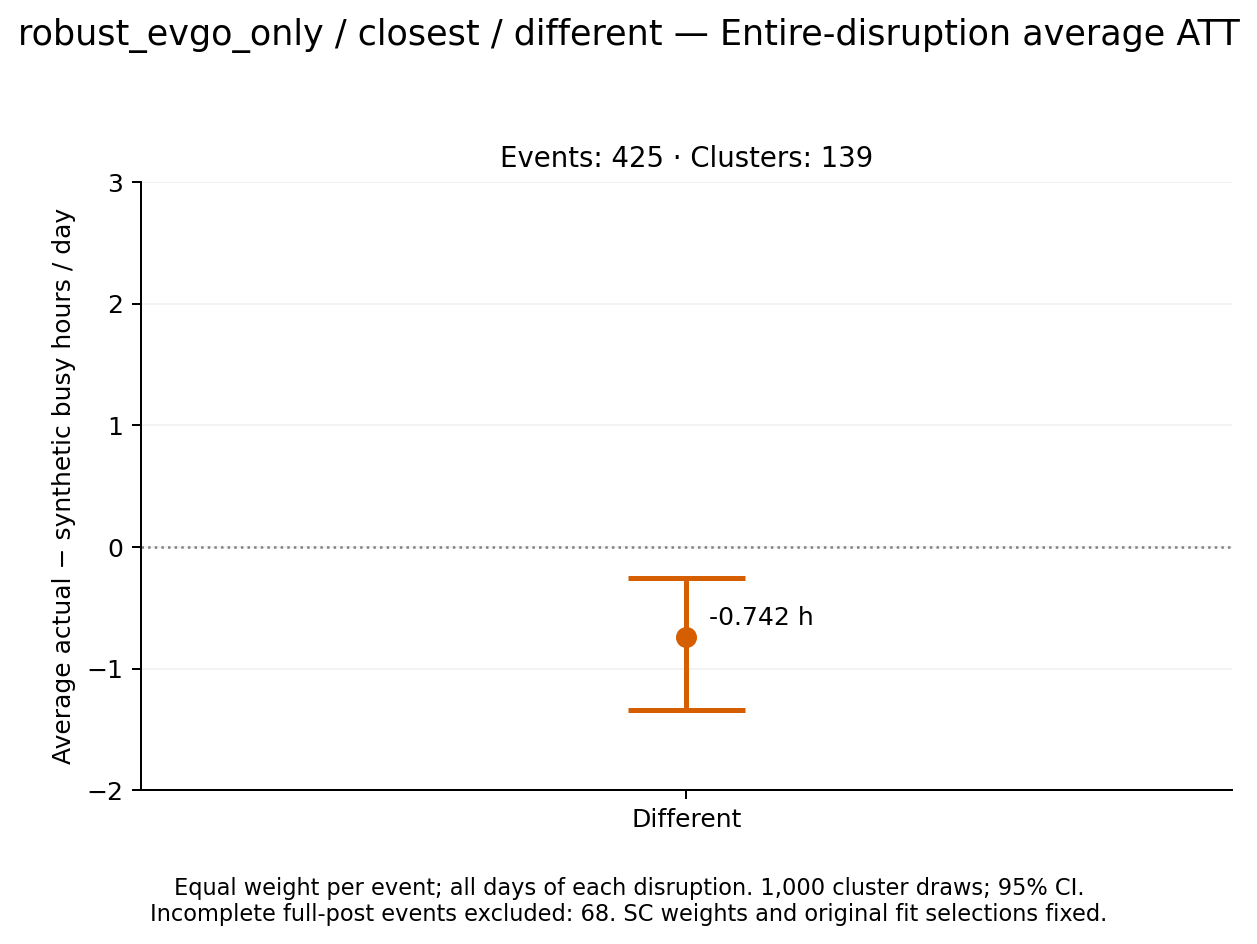 robust_evgo_only / closest / different — Entire-disruption average ATT
Events: 425 · Clusters: 139
Average actual − synthetic busy hours / day
3
2
1
0
−1
−2
-0.742 h
Different
Equal weight per event; all days of each disruption. 1,000 cluster draws; 95% CI.
Incomplete full-post events excluded: 68. SC weights and original fit selections fixed.